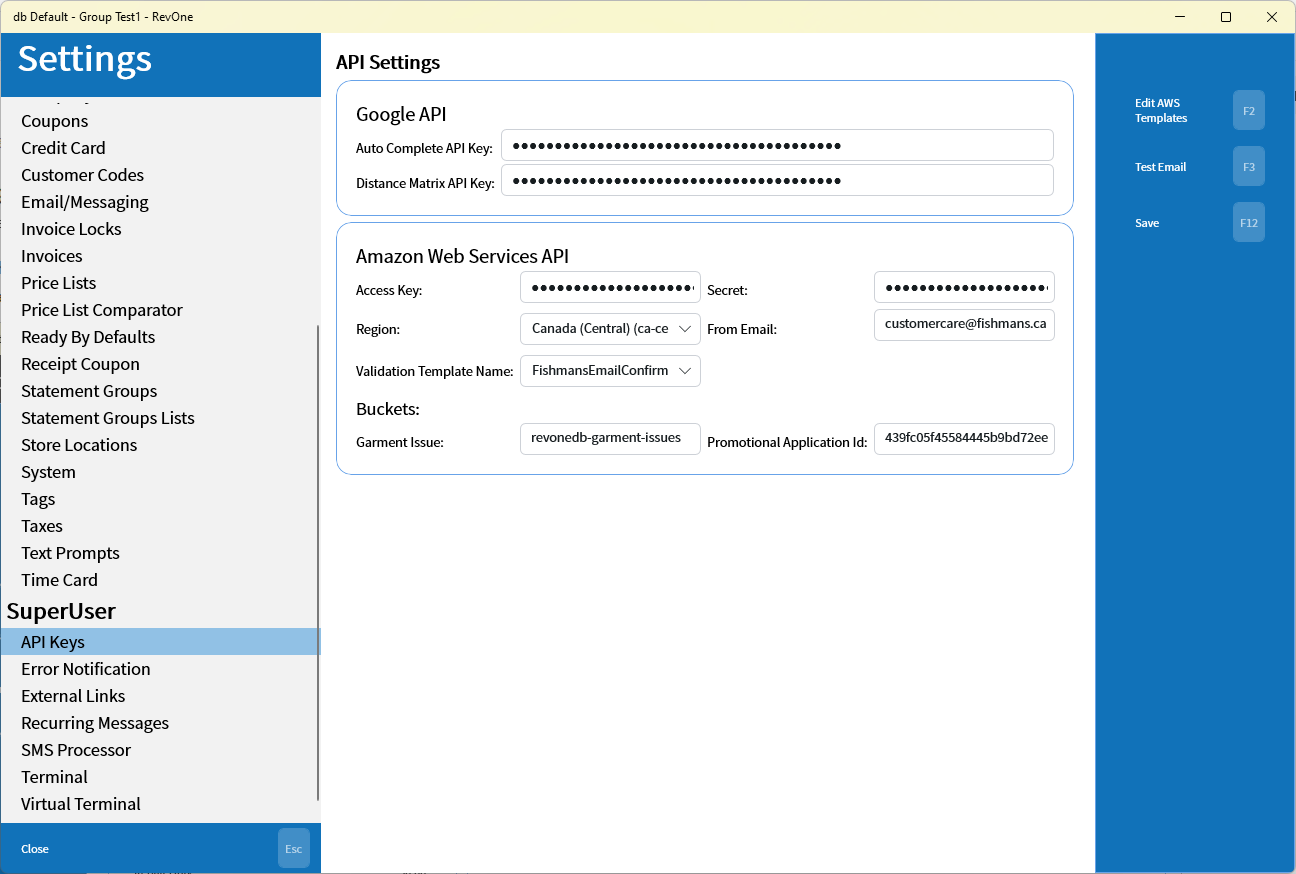 db Default - Group Test1 - RevOne
Settings
Coupons
Credit Card
Customer Codes
Email/Messaging
Invoice Locks
Invoices
Price Lists
Price List Comparator
Ready By Defaults
Receipt Coupon
Statement Groups
Statement Groups Lists
Store Locations
System
Tags
Taxes
Text Prompts
Time Card
SuperUser
API Keys
Error Notification
External Links
Recurring Messages
SMS Processor
Terminal
Virtual Terminal
Close Esc
API Settings
Google API
Auto Complete API Key: ●●●●●●●●●●●●●●●●●●●●●●●●●●●●●●●●●●●●●●●
Distance Matrix API Key: ●●●●●●●●●●●●●●●●●●●●●●●●●●●●●●●●●●●●●●●
Amazon Web Services API
Access Key: ●●●●●●●●●●●●●●●●●●●● Secret: ●●●●●●●●●●●●●●●●●●●●
Region: Canada (Central) (ca-ce From Email: customercare@fishmans.ca
Validation Template Name: FishmansEmailConfirm
Buckets:
Garment Issue: revonedb-garment-issues Promotional Application Id: 439fc05f45584445b9bd72ee
Edit AWS
Templates F2
Test Email F3
Save F12